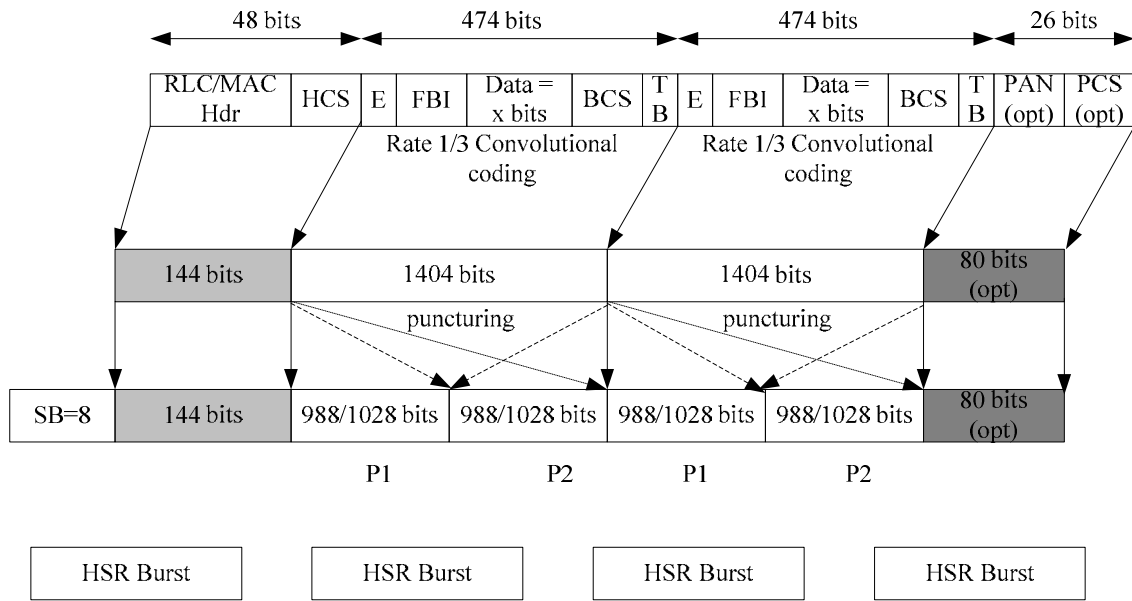 48 bits
474 bits
474 bits
26 bits
RLC/MAC
Hdr
HCS
E
FBI
Data =
x bits
BCS
T
B
E
FBI
Data =
x bits
BCS
T
B
PAN
(opt)
PCS
(opt)
Rate 1/3 Convolutional
coding
Rate 1/3 Convolutional
coding
144 bits
1404 bits
1404 bits
80 bits
(opt)
puncturing
puncturing
SB=8
144 bits
988/1028 bits
988/1028 bits
988/1028 bits
988/1028 bits
80 bits
(opt)
P1
P2
P1
P2
HSR Burst
HSR Burst
HSR Burst
HSR Burst